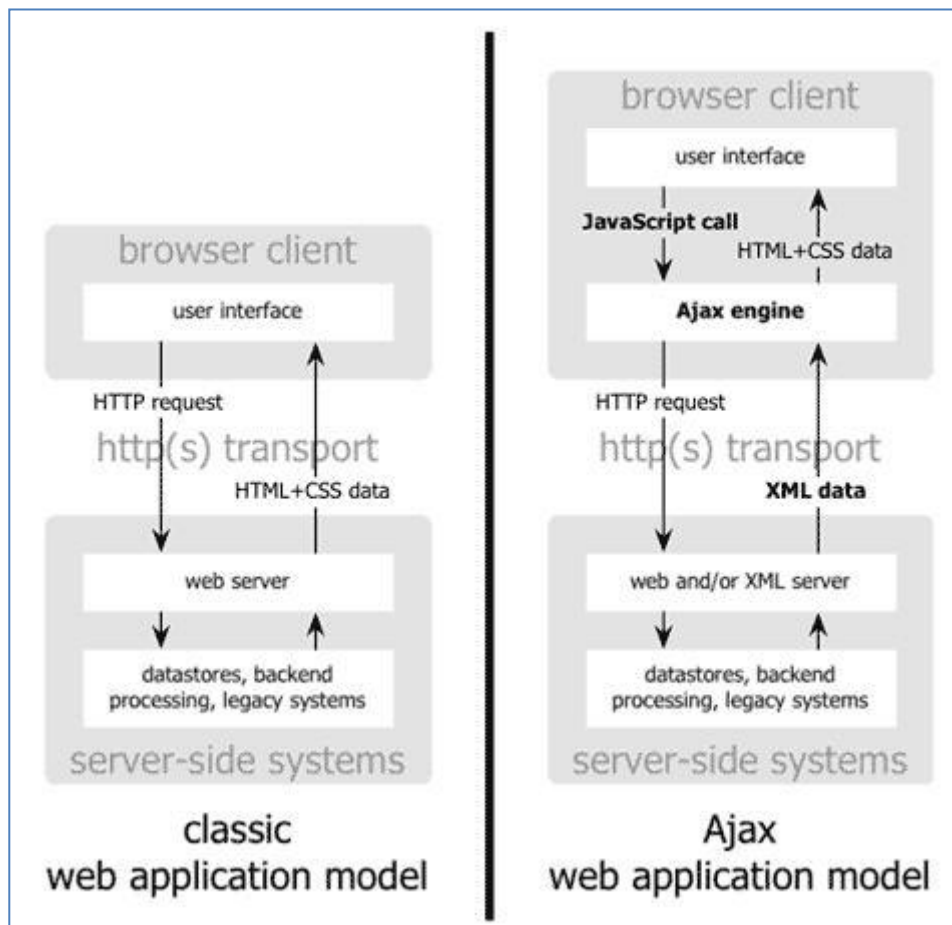 browser client
user interface
HTTP request
http(s) transport
HTML+CSS data
web server
datastores, backend
processing, legacy systems
server-side systems
classic
web application model
browser client
user interface
JavaScript call
HTML+CSS data
Ajax engine
HTTP request
http(s) transport
XML data
web and/or XML server
datastores, backend
processing, legacy systems
server-side systems
Ajax
web application model